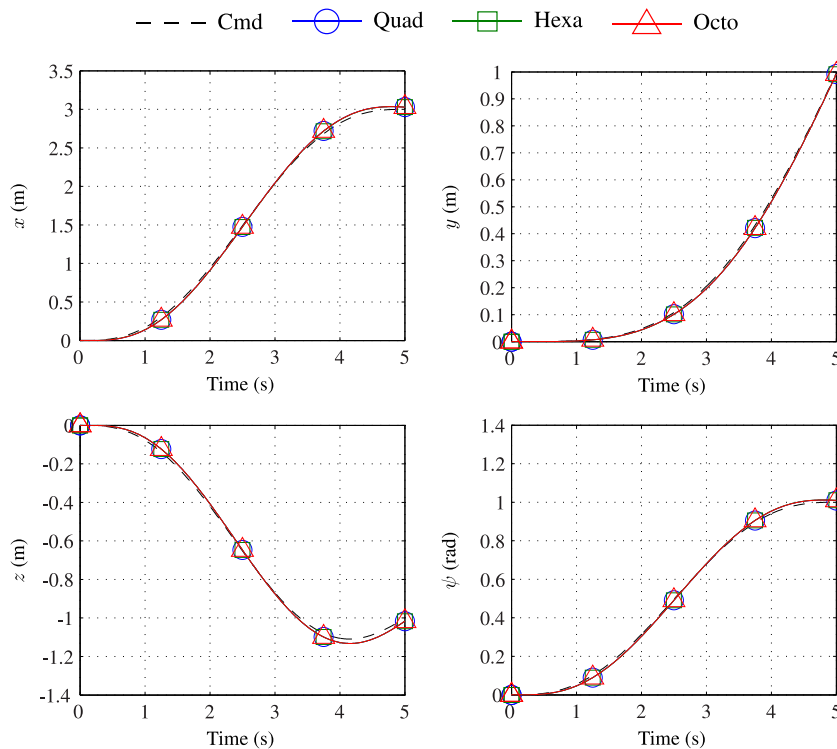 Cmd Quad Hexa Octo
3.5
3
2.5
2
1.5
1
0.5
0
x (m)
0 1 2 3 4 5
Time (s)
1
0.9
0.8
0.7
0.6
0.5
0.4
0.3
0.2
0.1
0
y (m)
0 1 2 3 4 5
Time (s)
0
-0.2
-0.4
-0.6
-0.8
-1
-1.2
-1.4
z (m)
0 1 2 3 4 5
Time (s)
1.4
1.2
1
0.8
0.6
0.4
0.2
0
ψ (rad)
0 1 2 3 4 5
Time (s)